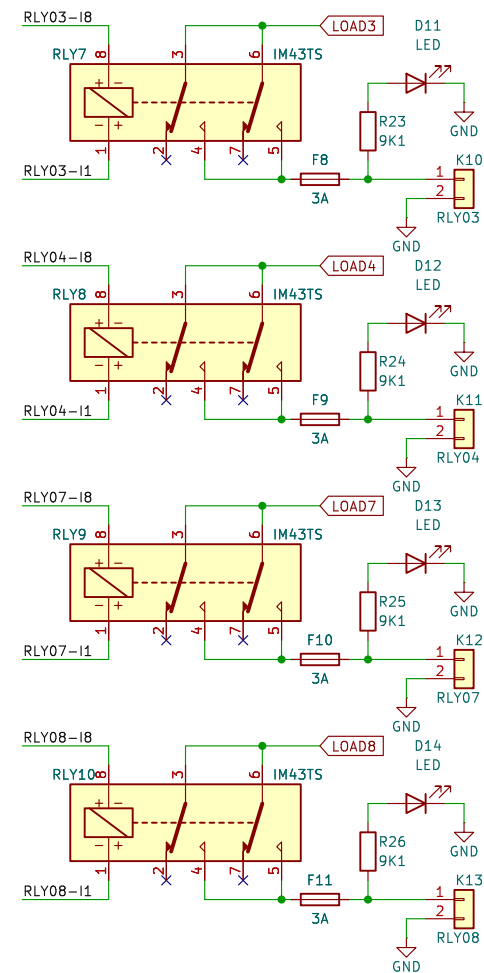 RLY03-I8
LOAD3
D11
LED
RLY7
8
3
6
IM43TS
+ −
− +
R23
9K1
GND
1
2
4
7
5
RLY03-I1
F8
3A
K10
1
2
RLY03
GND
RLY04-I8
LOAD4
D12
LED
RLY8
8
3
6
IM43TS
+ −
− +
R24
9K1
GND
1
2
4
7
5
RLY04-I1
F9
3A
K11
1
2
RLY04
GND
RLY07-I8
LOAD7
D13
LED
RLY9
8
3
6
IM43TS
+ −
− +
R25
9K1
GND
1
2
4
7
5
RLY07-I1
F10
3A
K12
1
2
RLY07
GND
RLY08-I8
LOAD8
D14
LED
RLY10
8
3
6
IM43TS
+ −
− +
R26
9K1
GND
1
2
4
7
5
RLY08-I1
F11
3A
K13
1
2
RLY08
GND